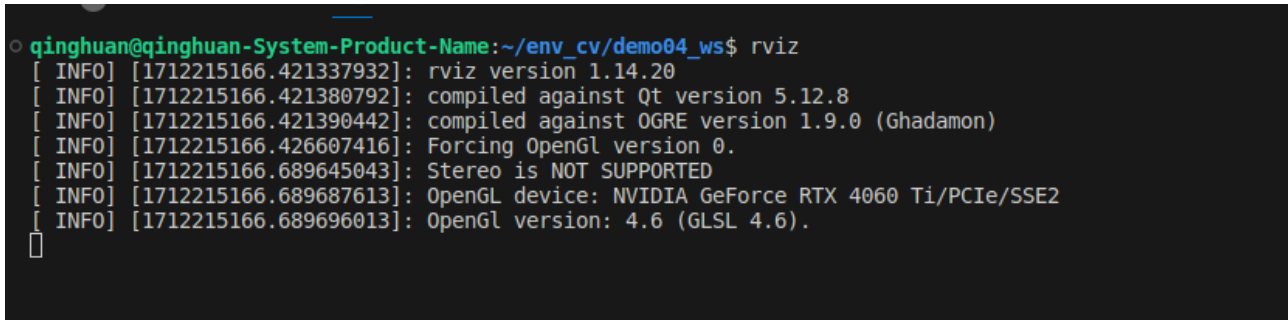 qinghuan@qinghuan-System-Product-Name:~/env_cv/demo04_ws$ rviz
[ INFO] [1712215166.421337932]: rviz version 1.14.20
[ INFO] [1712215166.421380792]: compiled against Qt version 5.12.8
[ INFO] [1712215166.421390442]: compiled against OGRE version 1.9.0 (Ghadamon)
[ INFO] [1712215166.426607416]: Forcing OpenGl version 0.
[ INFO] [1712215166.689645043]: Stereo is NOT SUPPORTED
[ INFO] [1712215166.689687613]: OpenGL device: NVIDIA GeForce RTX 4060 Ti/PCIe/SSE2
[ INFO] [1712215166.689696013]: OpenGl version: 4.6 (GLSL 4.6).